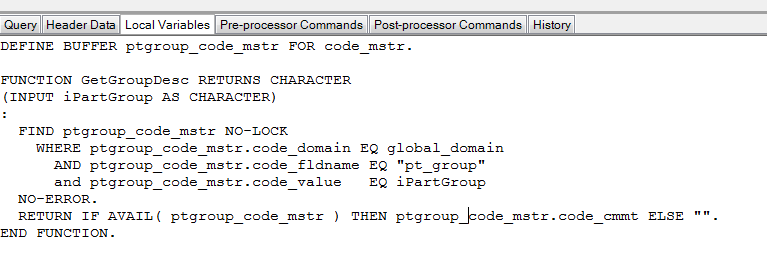 Query Header Data Local Variables Pre-processor Commands Post-processor Commands History
DEFINE BUFFER ptgroup_code_mstr FOR code_mstr.
FUNCTION GetGroupDesc RETURNS CHARACTER
(INPUT iPartGroup AS CHARACTER)
:
  FIND ptgroup_code_mstr NO-LOCK
    WHERE ptgroup_code_mstr.code_domain EQ global_domain
      AND ptgroup_code_mstr.code_fldname EQ "pt_group"
      and ptgroup_code_mstr.code_value   EQ iPartGroup
  NO-ERROR.
  RETURN IF AVAIL( ptgroup_code_mstr ) THEN ptgroup_code_mstr.code_cmmt ELSE "".
END FUNCTION.